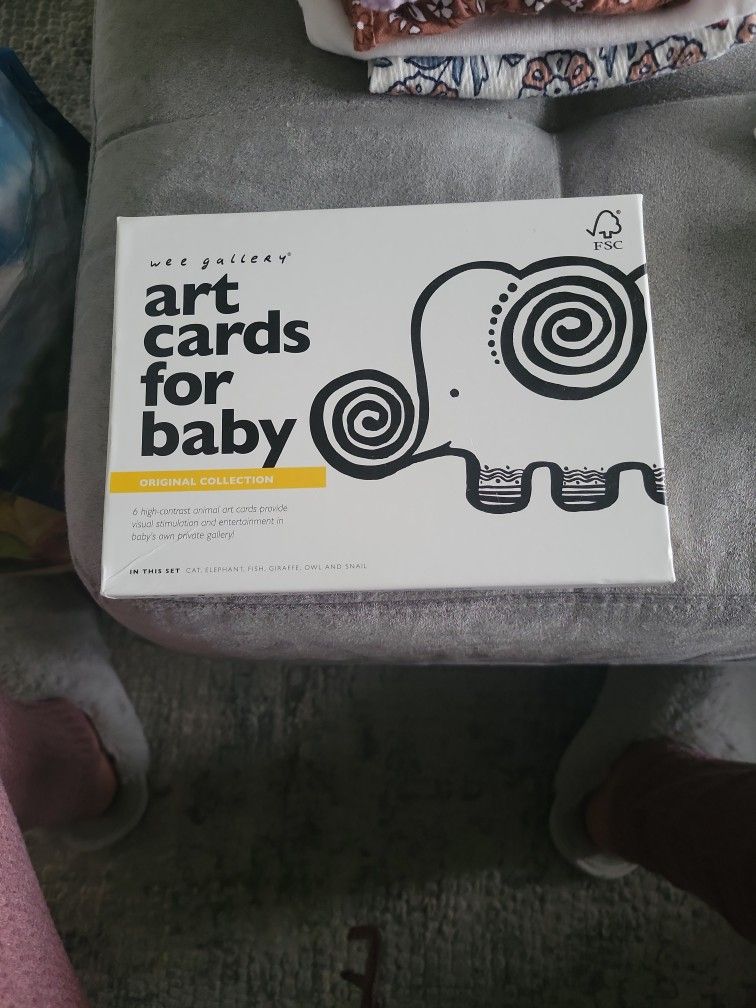 wee gallery®
FSC
art
cards
for
baby
ORIGINAL COLLECTION
6 high-contrast animal art cards provide
visual stimulation and entertainment in
baby's own private gallery!
IN THIS SET CAT, ELEPHANT, FISH, GIRAFFE, OWL AND SNAIL